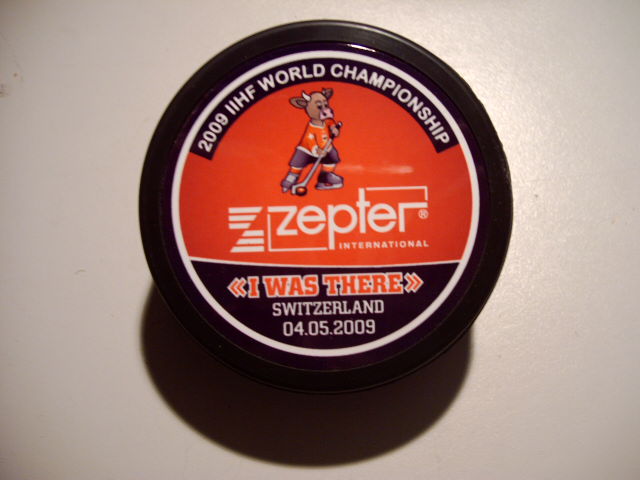 2009 IIHF WORLD CHAMPIONSHIP
zepter®
INTERNATIONAL
«I WAS THERE»
SWITZERLAND
04.05.2009